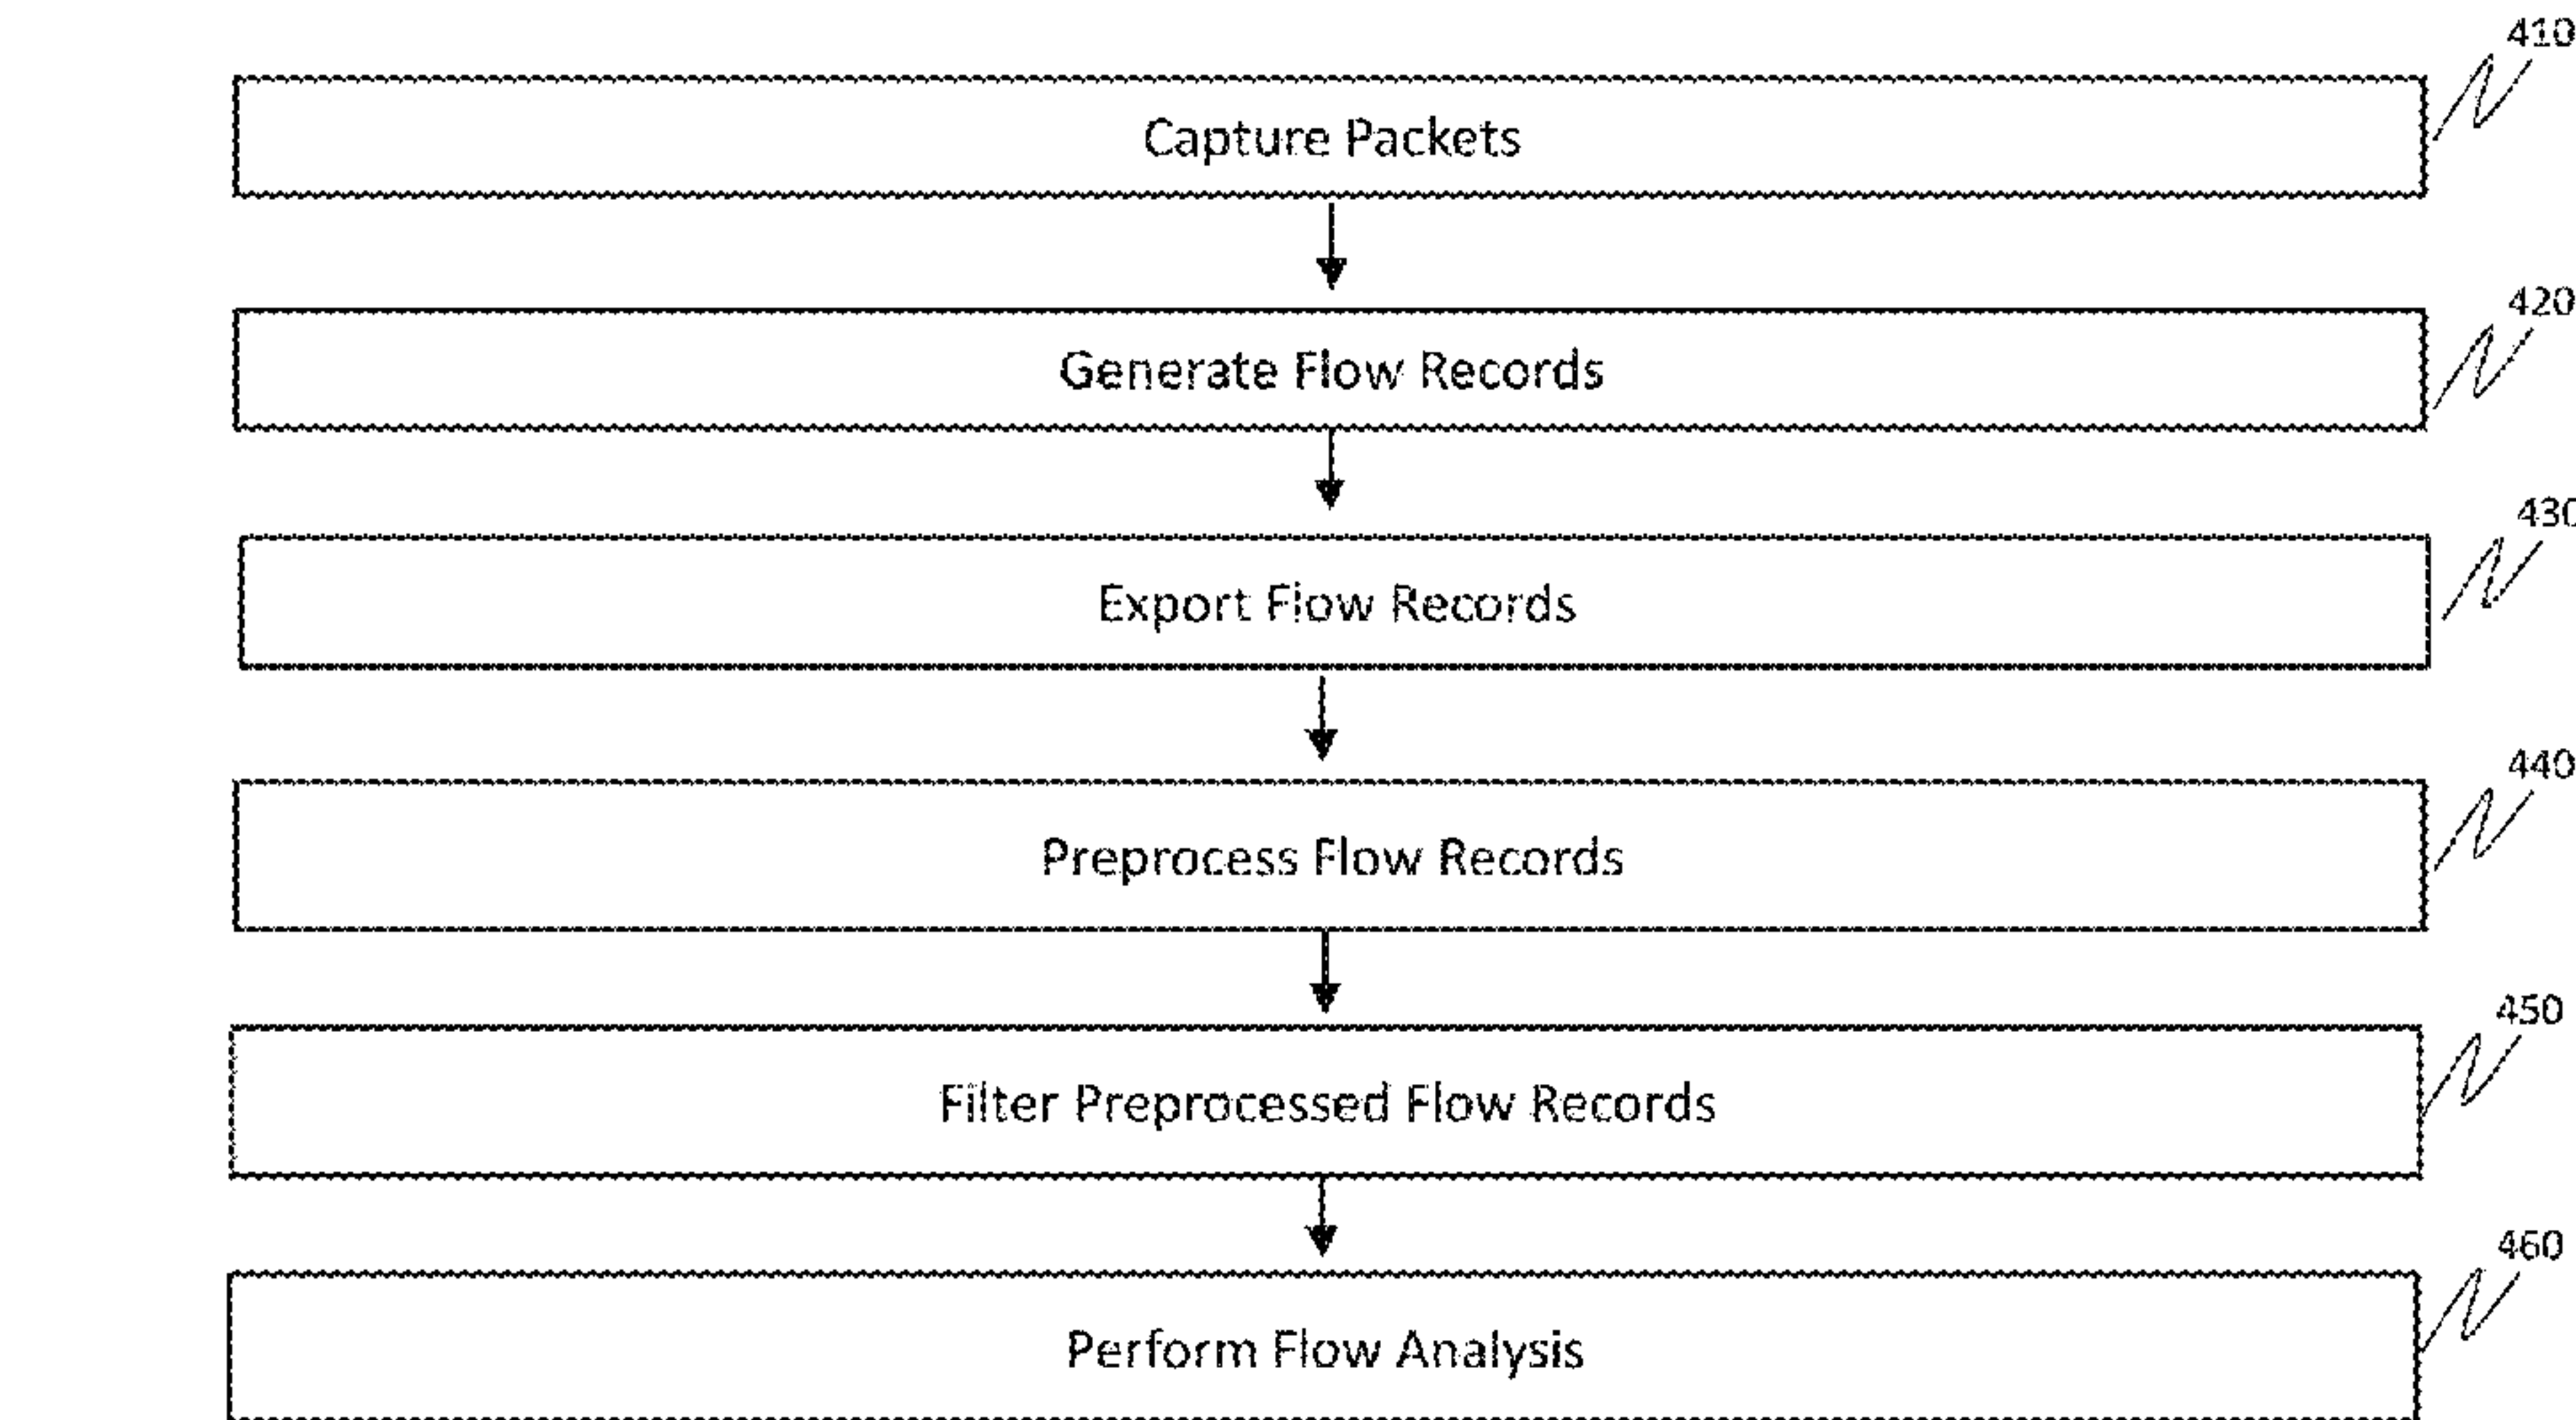 410
Capture Packets
420
Generate Flow Records
430
Export Flow Records
440
Preprocess Flow Records
450
Filter Preprocessed Flow Records
460
Perform Flow Analysis